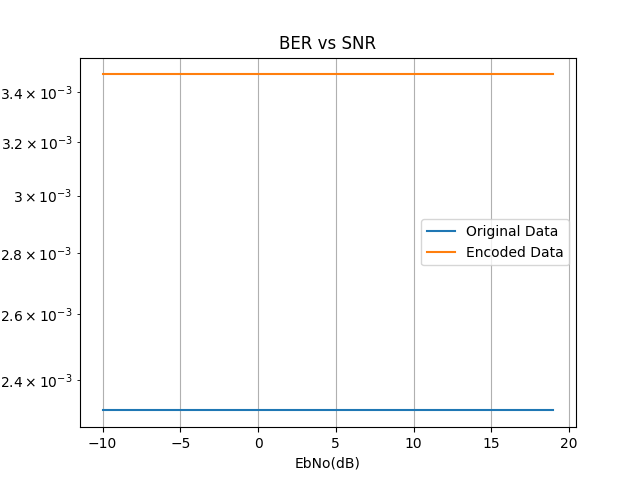 BER vs SNR
3.4 × 10⁻³
3.2 × 10⁻³
3 × 10⁻³
2.8 × 10⁻³
2.6 × 10⁻³
2.4 × 10⁻³
Original Data
Encoded Data
−10 −5 0 5 10 15 20
EbNo(dB)